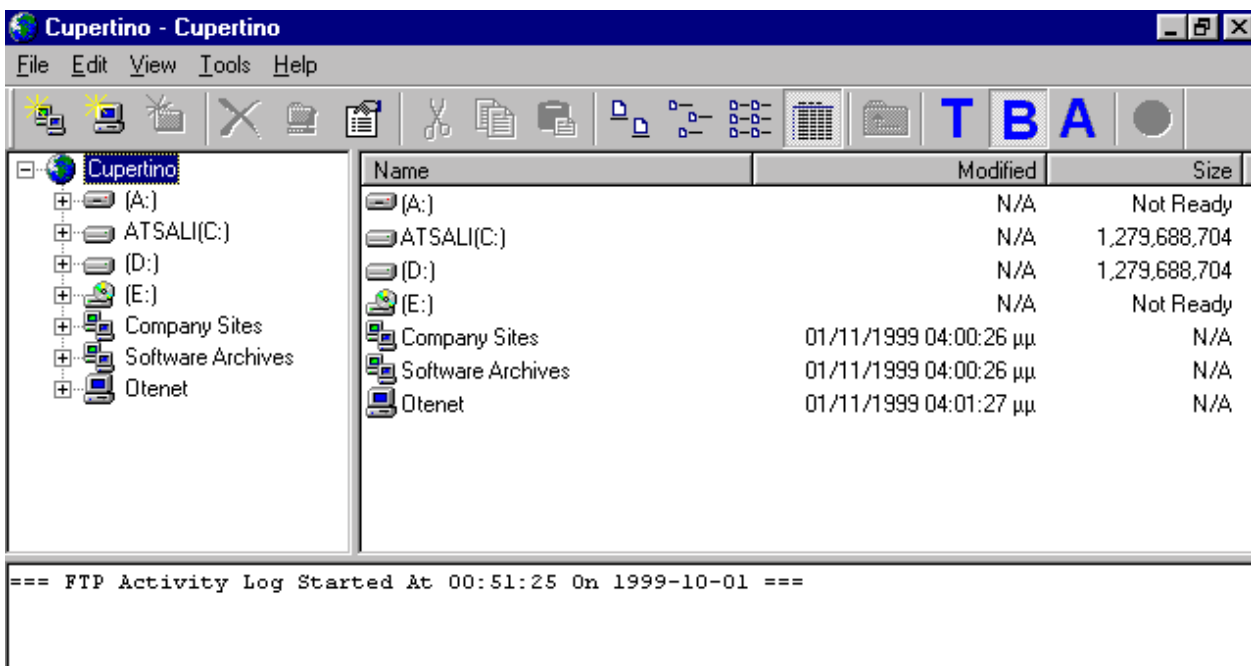 Cupertino - Cupertino
File Edit View Tools Help
T B A
Cupertino
(A:)
ATSALI(C:)
(D:)
(E:)
Company Sites
Software Archives
Otenet
Name Modified Size
(A:) N/A Not Ready
ATSALI(C:) N/A 1,279,688,704
(D:) N/A 1,279,688,704
(E:) N/A Not Ready
Company Sites 01/11/1999 04:00:26 μμ N/A
Software Archives 01/11/1999 04:00:26 μμ N/A
Otenet 01/11/1999 04:01:27 μμ N/A
=== FTP Activity Log Started At 00:51:25 On 1999-10-01 ===